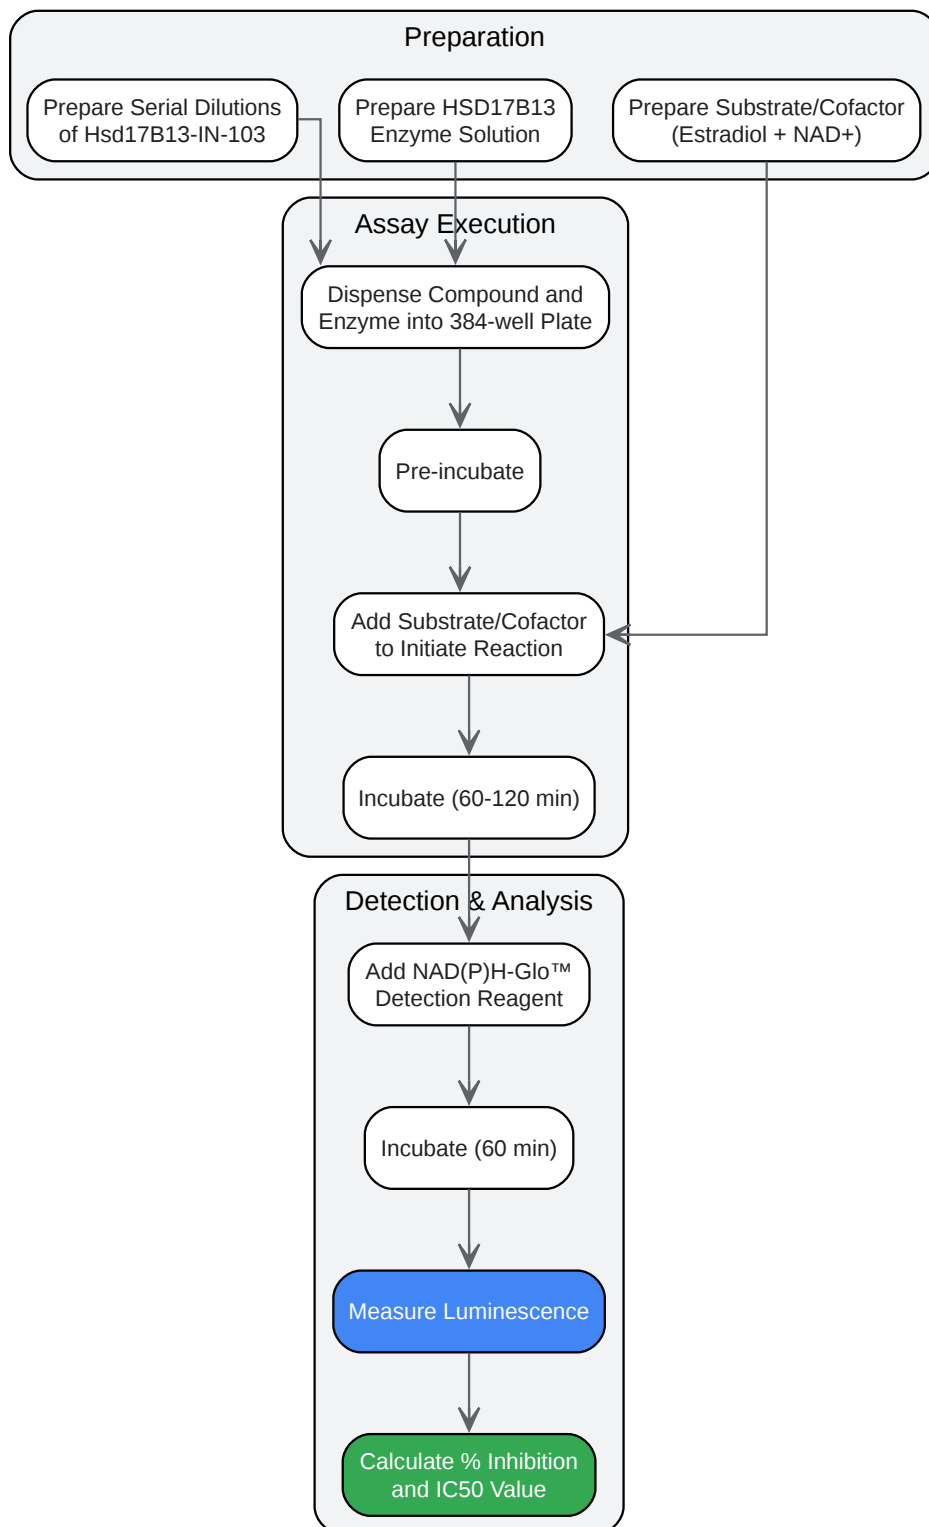 Preparation
Prepare Serial Dilutions
of Hsd17B13-IN-103
Prepare HSD17B13
Enzyme Solution
Prepare Substrate/Cofactor
(Estradiol + NAD+)
Assay Execution
Dispense Compound and
Enzyme into 384-well Plate
Pre-incubate
Add Substrate/Cofactor
to Initiate Reaction
Incubate (60-120 min)
Detection & Analysis
Add NAD(P)H-Glo™
Detection Reagent
Incubate (60 min)
Measure Luminescence
Calculate % Inhibition
and IC50 Value